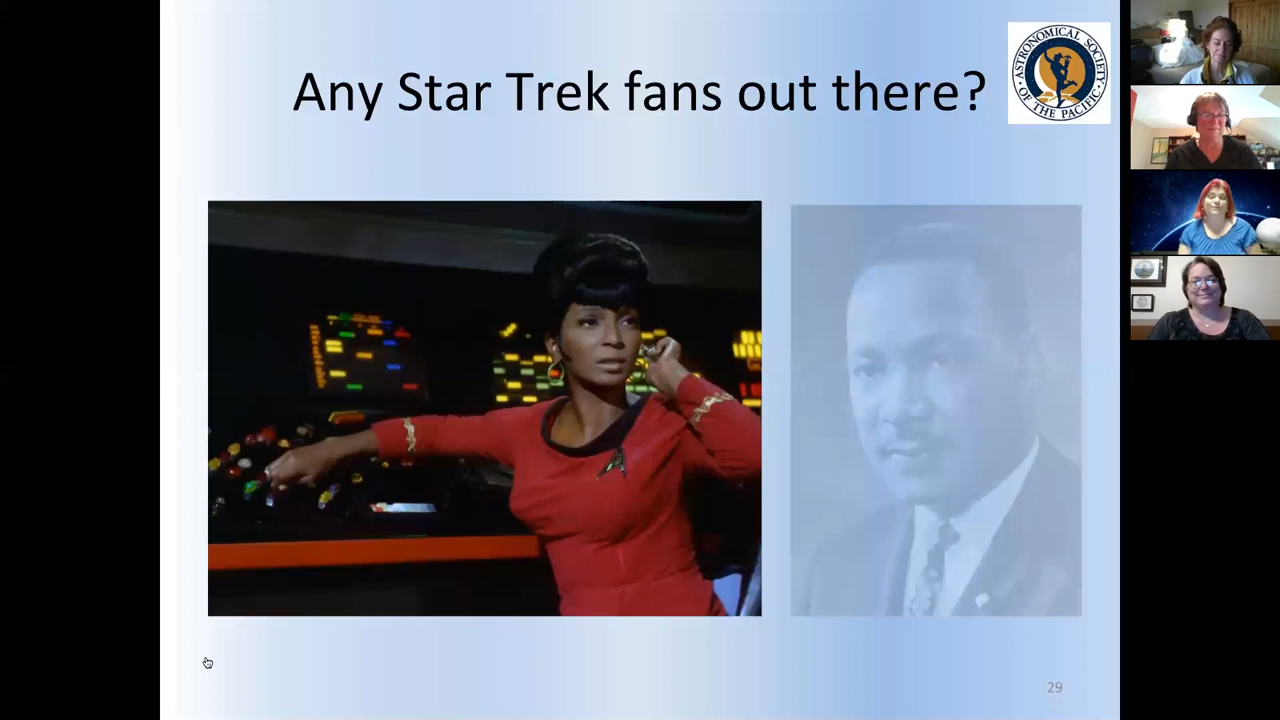 Any Star Trek fans out there?
ASTRONOMICAL SOCIETY
OF THE PACIFIC
29